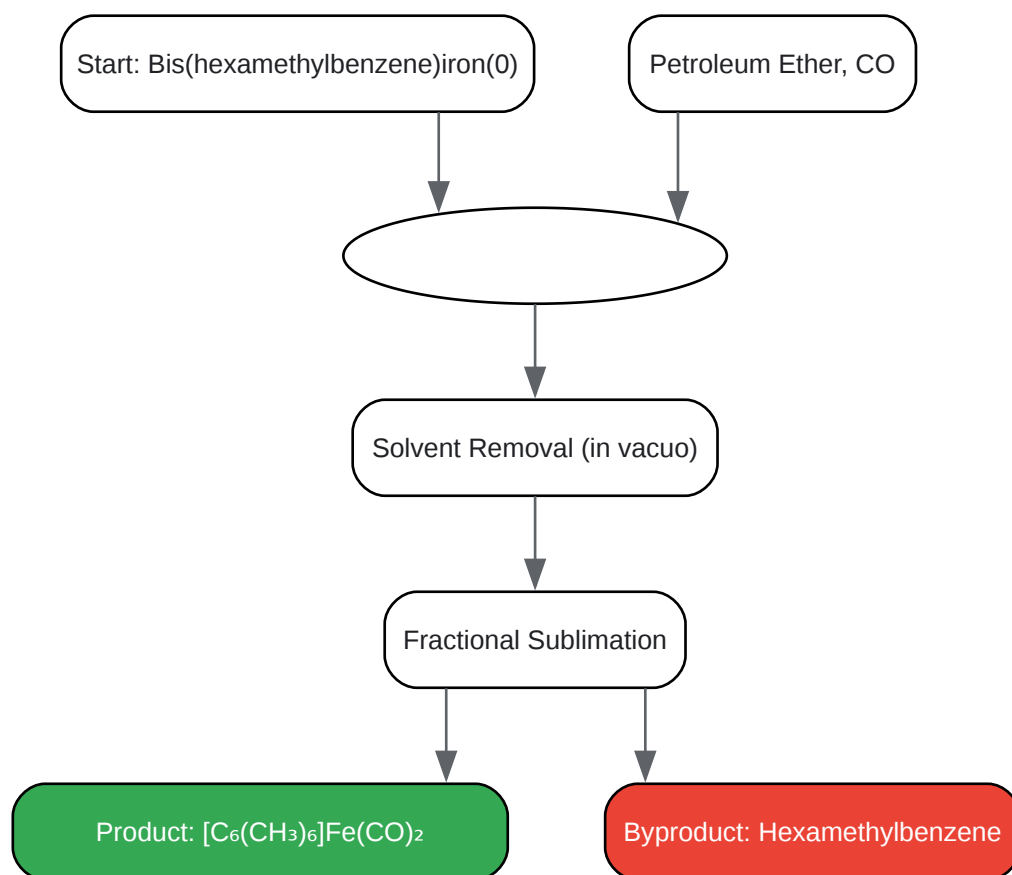 Start: Bis(hexamethylbenzene)iron(0)
Petroleum Ether, CO
Solvent Removal (in vacuo)
Fractional Sublimation
Product: [C₆(CH₃)₆]Fe(CO)₂
Byproduct: Hexamethylbenzene